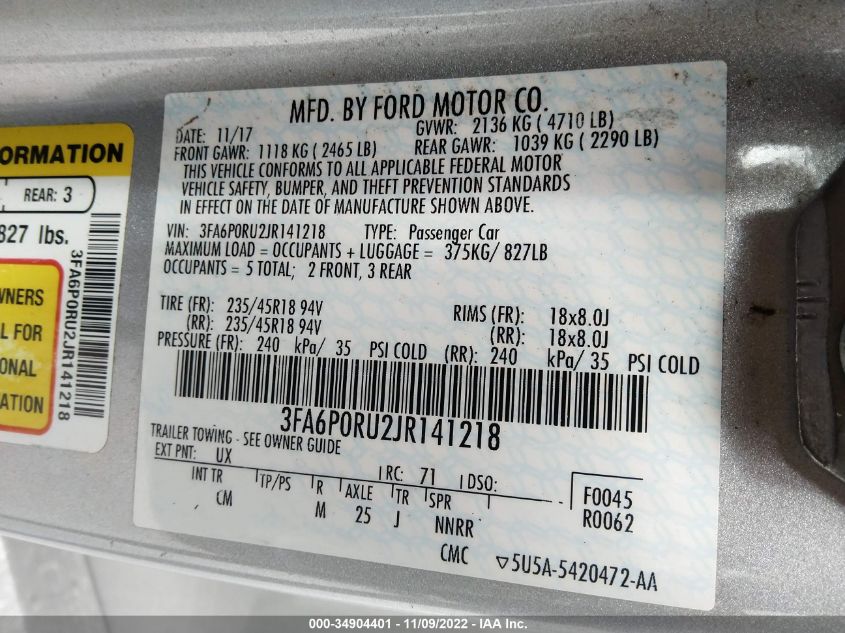 ORMATION
REAR: 3
827 lbs.
3FA6P0RU2JR141218
WNERS
AL FOR
ONAL
ATION
MFD. BY FORD MOTOR CO.
DATE: 11/17 GVWR: 2136 KG ( 4710 LB)
FRONT GAWR: 1118 KG ( 2465 LB) REAR GAWR: 1039 KG ( 2290 LB)
THIS VEHICLE CONFORMS TO ALL APPLICABLE FEDERAL MOTOR
VEHICLE SAFETY, BUMPER, AND THEFT PREVENTION STANDARDS
IN EFFECT ON THE DATE OF MANUFACTURE SHOWN ABOVE.
VIN: 3FA6P0RU2JR141218 TYPE: Passenger Car
MAXIMUM LOAD = OCCUPANTS + LUGGAGE = 375KG/ 827LB
OCCUPANTS = 5 TOTAL; 2 FRONT, 3 REAR
TIRE (FR): 235/45R18 94V RIMS (FR): 18x8.0J
(RR): 235/45R18 94V (RR): 18x8.0J
PRESSURE (FR): 240 kPa/ 35 PSI COLD (RR): 240 kPa/ 35 PSI COLD
3FA6P0RU2JR141218
TRAILER TOWING - SEE OWNER GUIDE
EXT PNT: UX RC: 71 DSO:
INT TR TP/PS R AXLE TR SPR F0045
CM M 25 J NNRR R0062
CMC ▽5U5A-5420472-AA
000-34904401 - 11/09/2022 - IAA Inc.